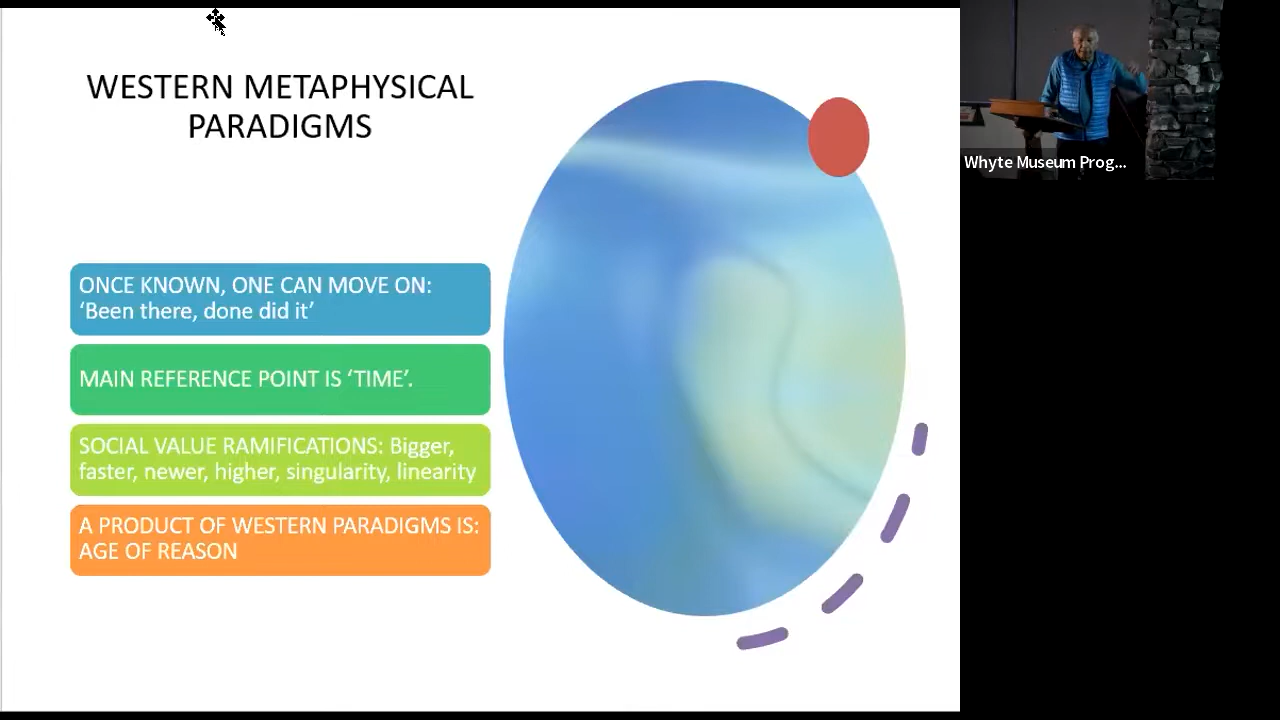 WESTERN METAPHYSICAL
PARADIGMS
ONCE KNOWN, ONE CAN MOVE ON:
‘Been there, done did it’
MAIN REFERENCE POINT IS ‘TIME’.
SOCIAL VALUE RAMIFICATIONS: Bigger,
faster, newer, higher, singularity, linearity
A PRODUCT OF WESTERN PARADIGMS IS:
AGE OF REASON
Whyte Museum Prog...